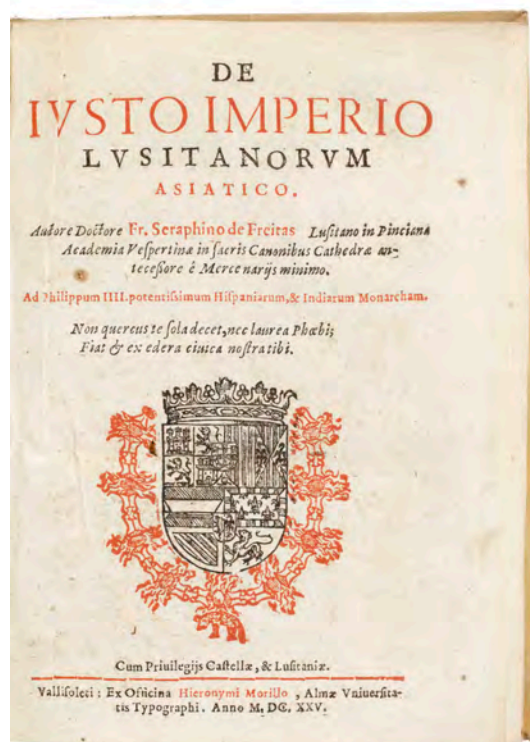 DE
IVSTO IMPERIO
LVSITANORVM
ASIATICO.
Autore Doctore Fr. Seraphino de Freitas Luſitano in Pinciana
Academia Veſpertinæ in ſacris Canonibus Cathedræ an-
teceſſore è Merce narijs minimo.
Ad Philippum IIII. potentiſsimum Hiſpaniarum, & Indiarum Monarcham.
Non quercus te ſola decet, nec laurea Phœbi;
Fiat & ex edera ciuica noſtra tibi.
Cum Priuilegijs Caſtellæ, & Luſitaniæ.
Valliſoleti : Ex Officina Hieronymi Morillo , Almæ Vniuerſita-
tis Typographi. Anno M, DC, XXV.